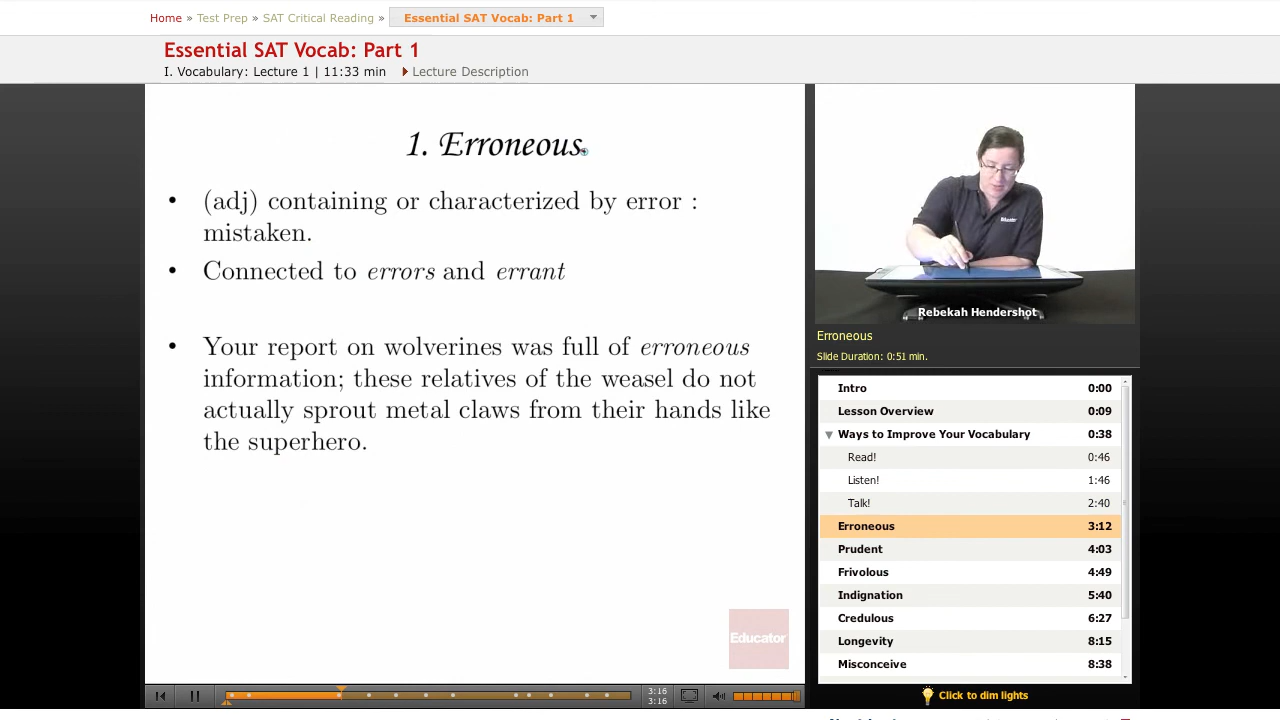 Home » Test Prep » SAT Critical Reading » Essential SAT Vocab: Part 1
Essential SAT Vocab: Part 1
I. Vocabulary: Lecture 1 | 11:33 min Lecture Description
1. Erroneous
• (adj) containing or characterized by error :
mistaken.
• Connected to errors and errant
• Your report on wolverines was full of erroneous
information; these relatives of the weasel do not
actually sprout metal claws from their hands like
the superhero.
Educator
Educator
Rebekah Hendershot
Erroneous
Slide Duration: 0:51 min.
Intro 0:00
Lesson Overview 0:09
Ways to Improve Your Vocabulary 0:38
Read! 0:46
Listen! 1:46
Talk! 2:40
Erroneous 3:12
Prudent 4:03
Frivolous 4:49
Indignation 5:40
Credulous 6:27
Longevity 8:15
Misconceive 8:38
3:16
3:16
Click to dim lights